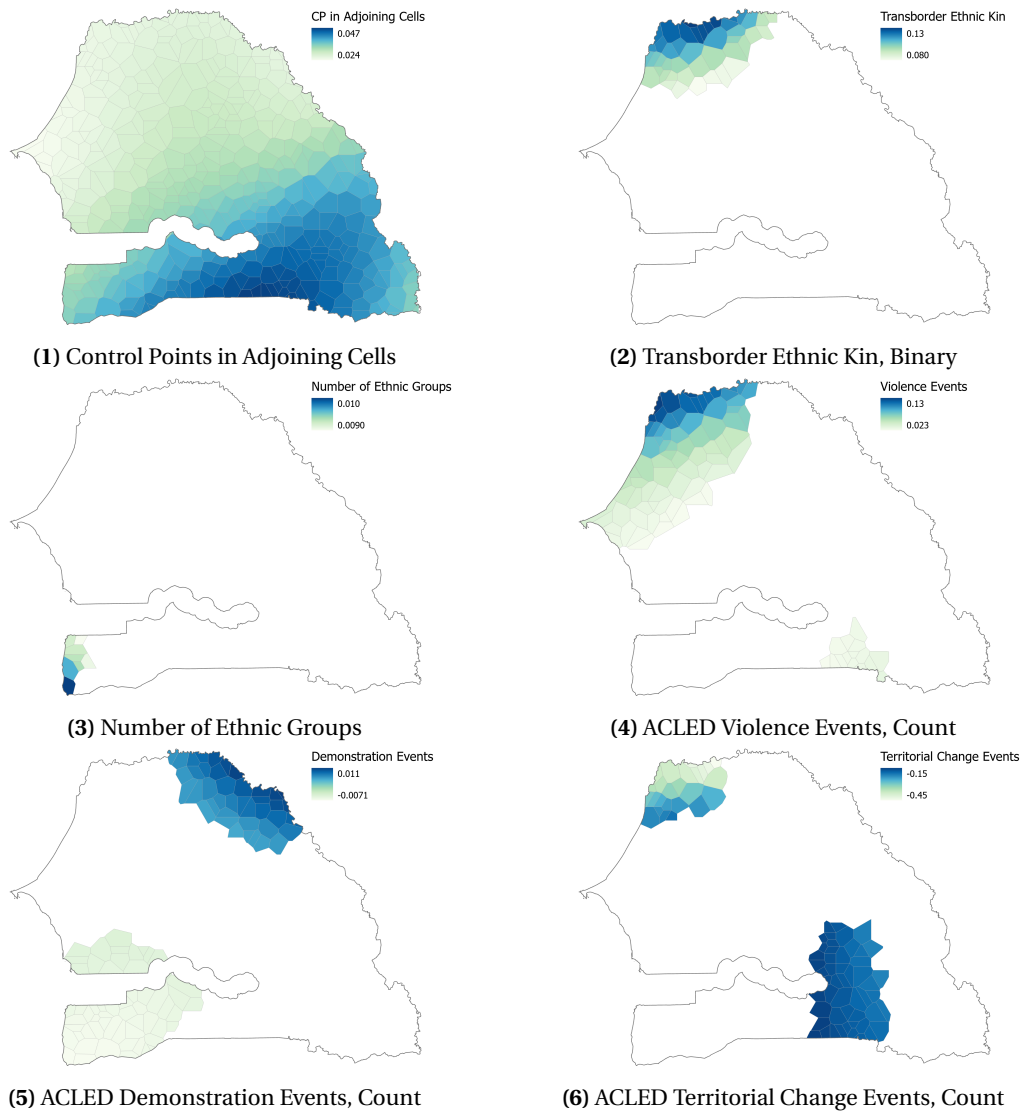 CP in Adjoining Cells
0.047
0.024
Transborder Ethnic Kin
0.13
0.080
(1) Control Points in Adjoining Cells
(2) Transborder Ethnic Kin, Binary
Number of Ethnic Groups
0.010
0.0090
Violence Events
0.13
0.023
(3) Number of Ethnic Groups
(4) ACLED Violence Events, Count
Demonstration Events
0.011
-0.0071
Territorial Change Events
-0.15
-0.45
(5) ACLED Demonstration Events, Count
(6) ACLED Territorial Change Events, Count